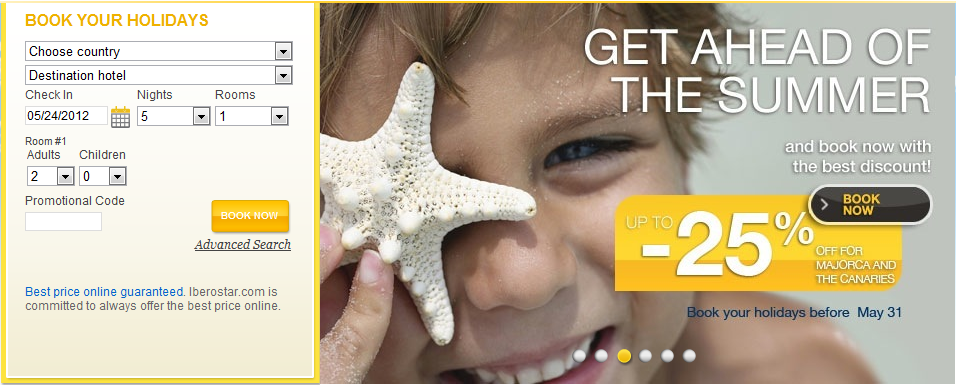 BOOK YOUR HOLIDAYS
Choose country
Destination hotel
Check In Nights Rooms
05/24/2012 5 1
Room #1
Adults Children
2 0
Promotional Code
BOOK NOW
Advanced Search
Best price online guaranteed. Iberostar.com is
committed to always offer the best price online.
GET AHEAD OF
THE SUMMER
and book now with
the best discount!
BOOK
NOW
UP TO
-25%
OFF FOR
MAJORCA AND
THE CANARIES
Book your holidays before May 31